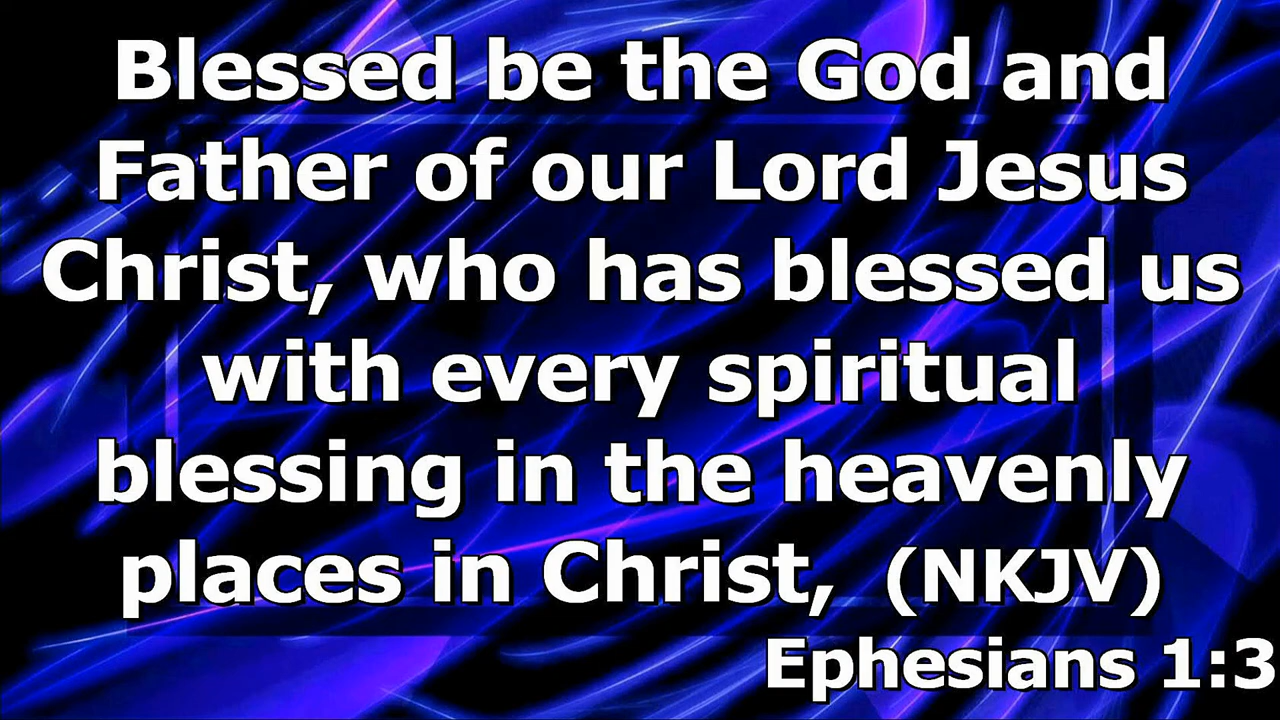 Blessed be the God and
Father of our Lord Jesus
Christ, who has blessed us
with every spiritual
blessing in the heavenly
places in Christ, (NKJV)
Ephesians 1:3